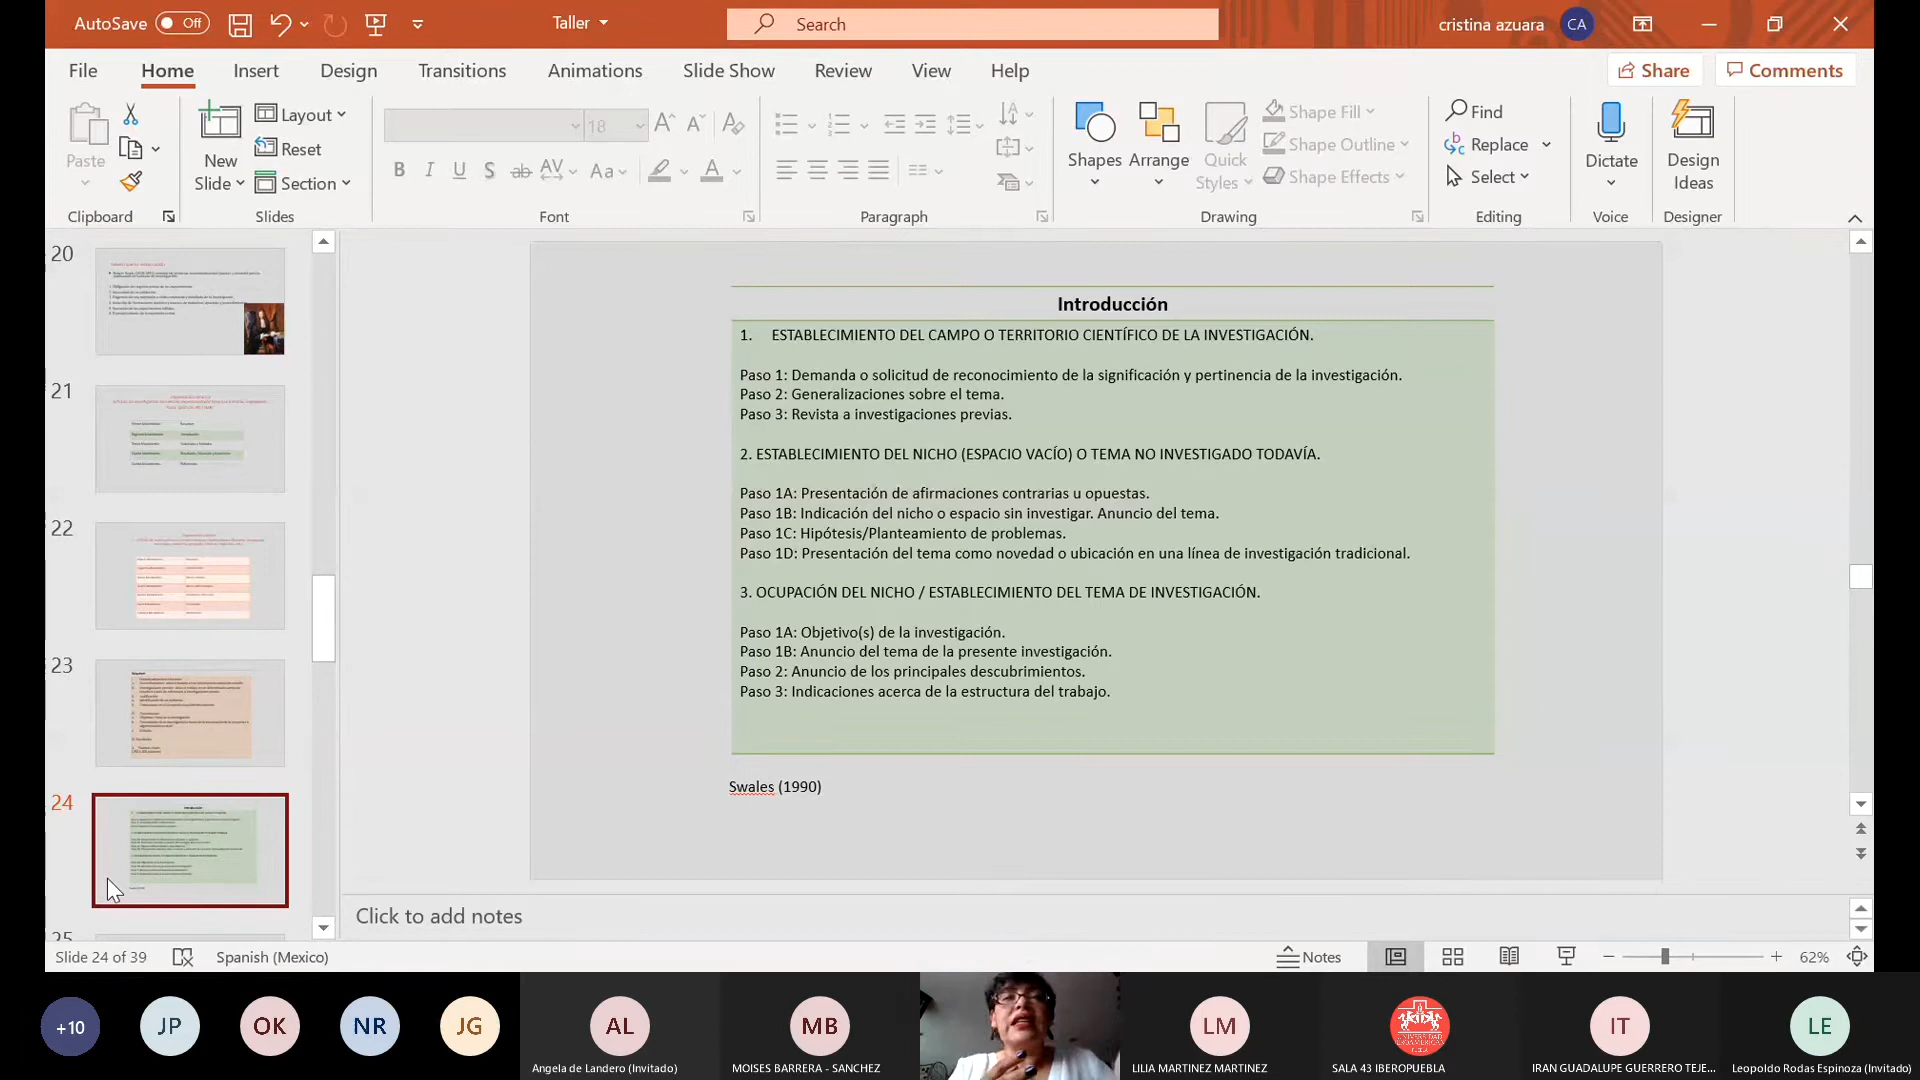 AutoSave Off
Taller
Search
cristina azuara CA
File Home Insert Design Transitions Animations Slide Show Review View Help
Share Comments
Paste
New Slide
Layout
Reset
Section
18
B I U S ab AV Aa A
Shapes
Arrange
Quick Styles
Shape Fill
Shape Outline
Shape Effects
Find
Replace
Select
Dictate
Design Ideas
Clipboard Slides Font Paragraph Drawing Editing Voice Designer
20
21
22
23
24
25
Introducción
1. ESTABLECIMIENTO DEL CAMPO O TERRITORIO CIENTÍFICO DE LA INVESTIGACIÓN.
Paso 1: Demanda o solicitud de reconocimiento de la significación y pertinencia de la investigación.
Paso 2: Generalizaciones sobre el tema.
Paso 3: Revista a investigaciones previas.
2. ESTABLECIMIENTO DEL NICHO (ESPACIO VACÍO) O TEMA NO INVESTIGADO TODAVÍA.
Paso 1A: Presentación de afirmaciones contrarias u opuestas.
Paso 1B: Indicación del nicho o espacio sin investigar. Anuncio del tema.
Paso 1C: Hipótesis/Planteamiento de problemas.
Paso 1D: Presentación del tema como novedad o ubicación en una línea de investigación tradicional.
3. OCUPACIÓN DEL NICHO / ESTABLECIMIENTO DEL TEMA DE INVESTIGACIÓN.
Paso 1A: Objetivo(s) de la investigación.
Paso 1B: Anuncio del tema de la presente investigación.
Paso 2: Anuncio de los principales descubrimientos.
Paso 3: Indicaciones acerca de la estructura del trabajo.
Swales (1990)
Click to add notes
Slide 24 of 39
Spanish (Mexico)
Notes
62%
+10 JP OK NR JG AL MB LM IT LE
Angela de Landero (Invitado)
MOISES BARRERA - SANCHEZ
LILIA MARTINEZ MARTINEZ
SALA 43 IBEROPUEBLA
IRAN GUADALUPE GUERRERO TEJE...
Leopoldo Rodas Espinoza (Invitado)